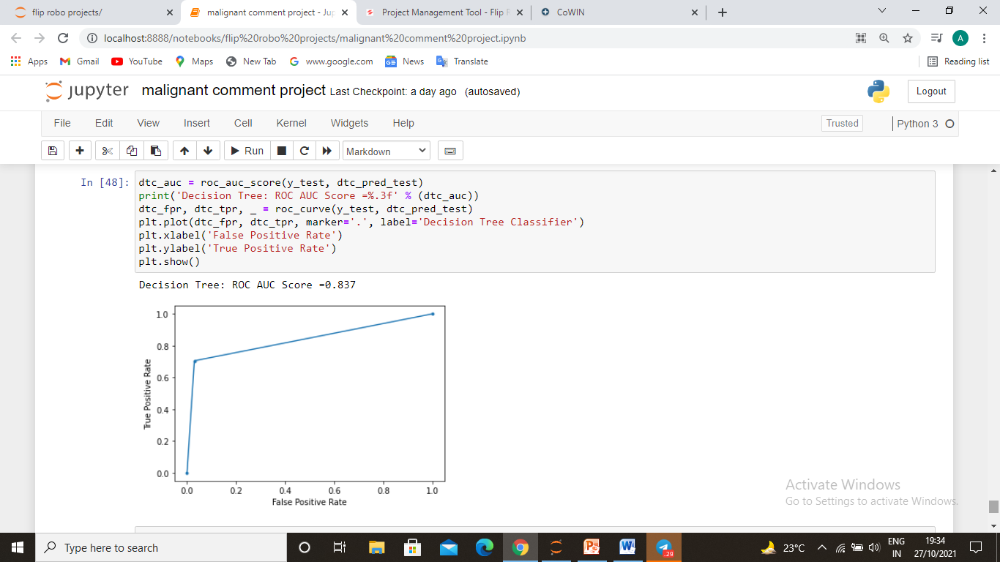 flip robo projects/
malignant comment project - Jup
Project Management Tool - Flip R
CoWIN
localhost:8888/notebooks/flip%20robo%20projects/malignant%20comment%20project.ipynb
A
Apps
Gmail
YouTube
Maps
New Tab
www.google.com
News
Translate
Reading list
jupyter malignant comment project Last Checkpoint: a day ago (autosaved)
Logout
File Edit View Insert Cell Kernel Widgets Help
Trusted
Python 3
Run
Markdown
In [48]:
dtc_auc = roc_auc_score(y_test, dtc_pred_test)
print('Decision Tree: ROC AUC Score =%.3f' % (dtc_auc))
dtc_fpr, dtc_tpr, _ = roc_curve(y_test, dtc_pred_test)
plt.plot(dtc_fpr, dtc_tpr, marker='.', label='Decision Tree Classifier')
plt.xlabel('False Positive Rate')
plt.ylabel('True Positive Rate')
plt.show()
Decision Tree: ROC AUC Score =0.837
1.0
0.8
0.6
0.4
0.2
0.0
True Positive Rate
0.0 0.2 0.4 0.6 0.8 1.0
False Positive Rate
Activate Windows
Go to Settings to activate Windows.
Type here to search
29
23°C
ENG
IN
19:34
27/10/2021